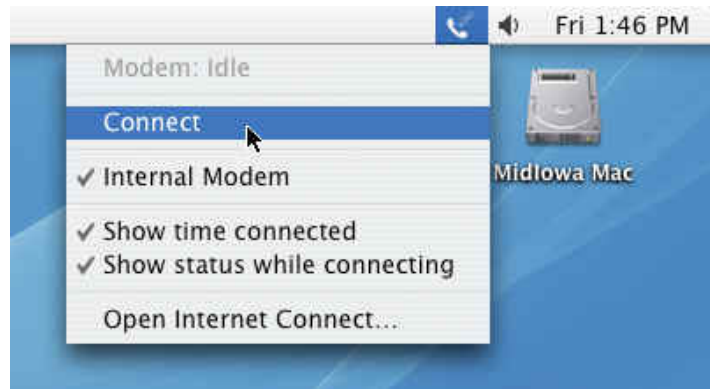 Fri 1:46 PM
Modem: Idle
Connect
Internal Modem
Show time connected
Show status while connecting
Open Internet Connect...
MidIowa Mac